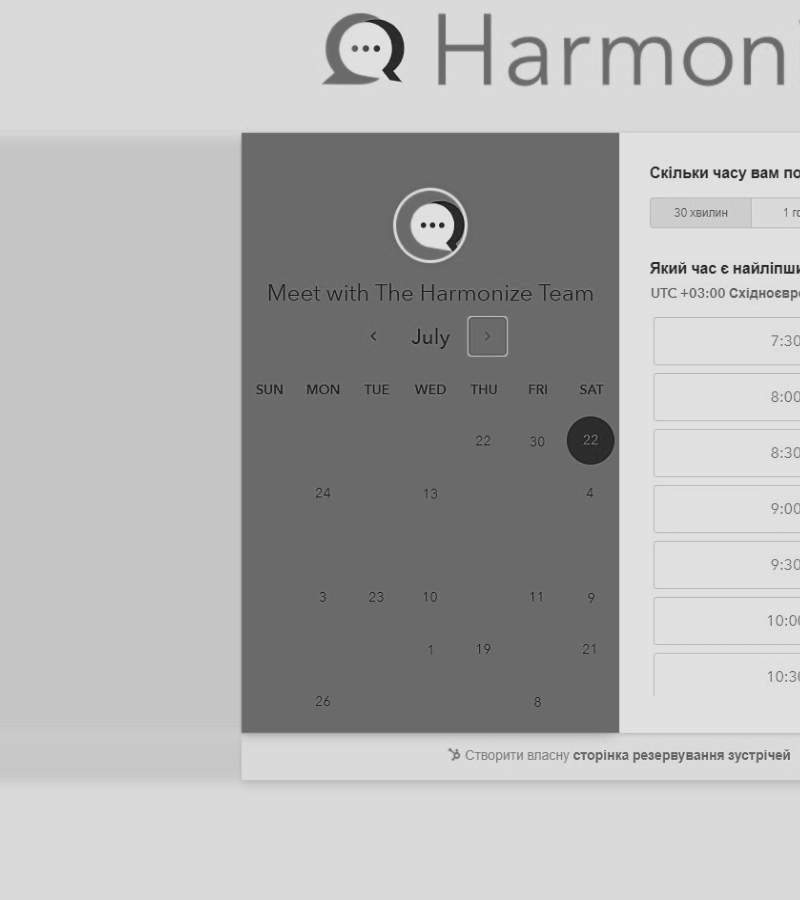 Harmoni
Meet with The Harmonize Team
July
SUN MON TUE WED THU FRI SAT
22 30 22
24 13 4
3 23 10 11 9
1 19 21
26 8
Скільки часу вам по
30 хвилин 1 го
Який час є найліпши
UTC +03:00 Східноєвро
7:30
8:00
8:30
9:00
9:30
10:00
10:30
Створити власну сторінка резервування зустрічей